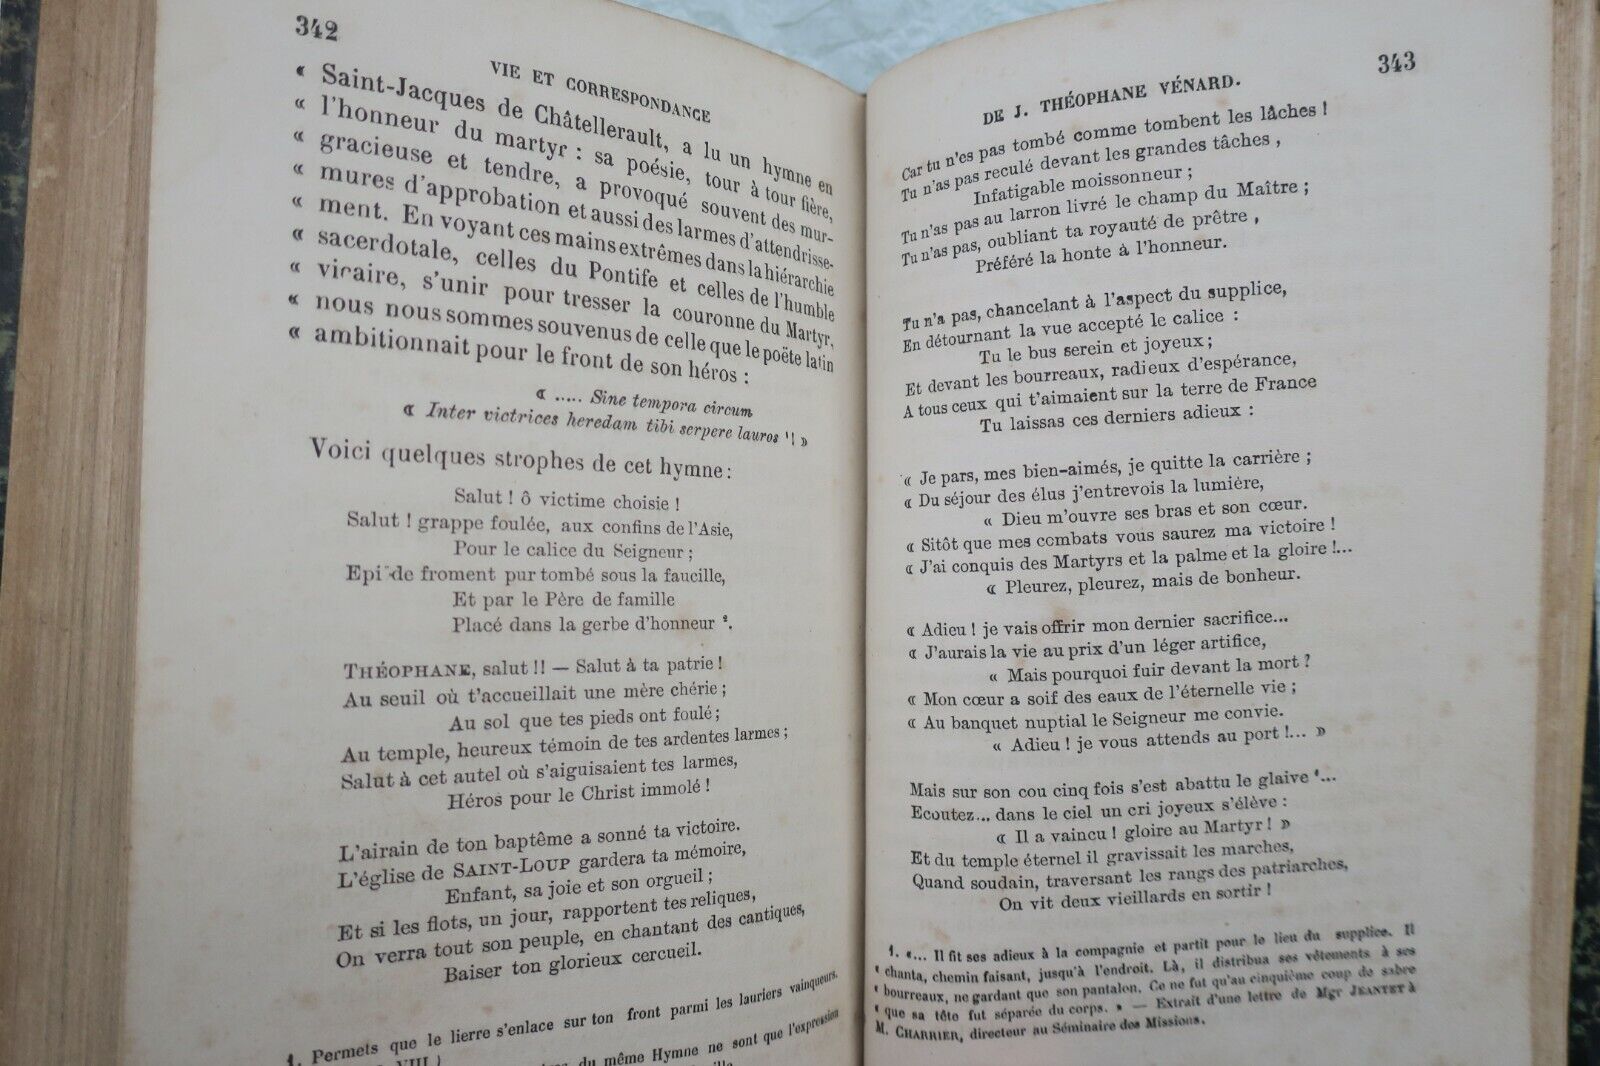 342
VIE ET CORRESPONDANCE
« Saint-Jacques de Châtellerault, a lu un hymne en
« l'honneur du martyr : sa poésie, tour à tour fière,
« gracieuse et tendre, a provoqué souvent des mur-
« mures d'approbation et aussi des larmes d'attendrisse-
« ment. En voyant ces mains extrêmes dans la hiérarchie
« sacerdotale, celles du Pontife et celles de l'humble
« vicaire, s'unir pour tresser la couronne du Martyr,
« nous nous sommes souvenus de celle que le poëte latin
« ambitionnait pour le front de son héros :
« ..... Sine tempora circum
« Inter victrices heredam tibi serpere lauros ¹! »
Voici quelques strophes de cet hymne :
Salut ! ô victime choisie !
Salut ! grappe foulée, aux confins de l'Asie,
Pour le calice du Seigneur ;
Epi de froment pur tombé sous la faucille,
Et par le Père de famille
Placé dans la gerbe d'honneur ².
THÉOPHANE, salut !! — Salut à ta patrie !
Au seuil où t'accueillait une mère chérie ;
Au sol que tes pieds ont foulé ;
Au temple, heureux témoin de tes ardentes larmes ;
Salut à cet autel où s'aiguisaient tes larmes,
Héros pour le Christ immolé !
L'airain de ton baptême a sonné ta victoire.
L'église de SAINT-LOUP gardera ta mémoire,
Enfant, sa joie et son orgueil ;
Et si les flots, un jour, rapportent tes reliques,
On verra tout son peuple, en chantant des cantiques,
Baiser ton glorieux cercueil.
1. Permets que le lierre s'enlace sur ton front parmi les lauriers vainqueurs.
VIII.)
du même Hymne ne sont que l'expression
343
DE J. THÉOPHANE VÉNARD.
Car tu n'es pas tombé comme tombent les lâches !
Tu n'as pas reculé devant les grandes tâches,
Infatigable moissonneur ;
Tu n'as pas au larron livré le champ du Maître ;
Tu n'as pas, oubliant ta royauté de prêtre,
Préféré la honte à l'honneur.
Tu n'a pas, chancelant à l'aspect du supplice,
En détournant la vue accepté le calice :
Tu le bus serein et joyeux ;
Et devant les bourreaux, radieux d'espérance,
A tous ceux qui t'aimaient sur la terre de France
Tu laissas ces derniers adieux :
« Je pars, mes bien-aimés, je quitte la carrière ;
« Du séjour des élus j'entrevois la lumière,
« Dieu m'ouvre ses bras et son cœur.
« Sitôt que mes combats vous saurez ma victoire !
« J'ai conquis des Martyrs et la palme et la gloire !...
« Pleurez, pleurez, mais de bonheur.
« Adieu ! je vais offrir mon dernier sacrifice...
« J'aurais la vie au prix d'un léger artifice,
« Mais pourquoi fuir devant la mort ?
« Mon cœur a soif des eaux de l'éternelle vie ;
« Au banquet nuptial le Seigneur me convie.
« Adieu ! je vous attends au port !... »
Mais sur son cou cinq fois s'est abattu le glaive ¹...
Ecoutez... dans le ciel un cri joyeux s'élève :
« Il a vaincu ! gloire au Martyr ! »
Et du temple éternel il gravissait les marches,
Quand soudain, traversant les rangs des patriarches,
On vit deux vieillards en sortir !
1. «... Il fit ses adieux à la compagnie et partit pour le lieu du supplice. Il
« chanta, chemin faisant, jusqu'à l'endroit. Là, il distribua ses vêtements à ses
« bourreaux, ne gardant que son pantalon. Ce ne fut qu'au cinquième coup de sabre
« que sa tête fut séparée du corps. » — Extrait d'une lettre de Mgr JEANTET à
M. CHARRIER, directeur au Séminaire des Missions.